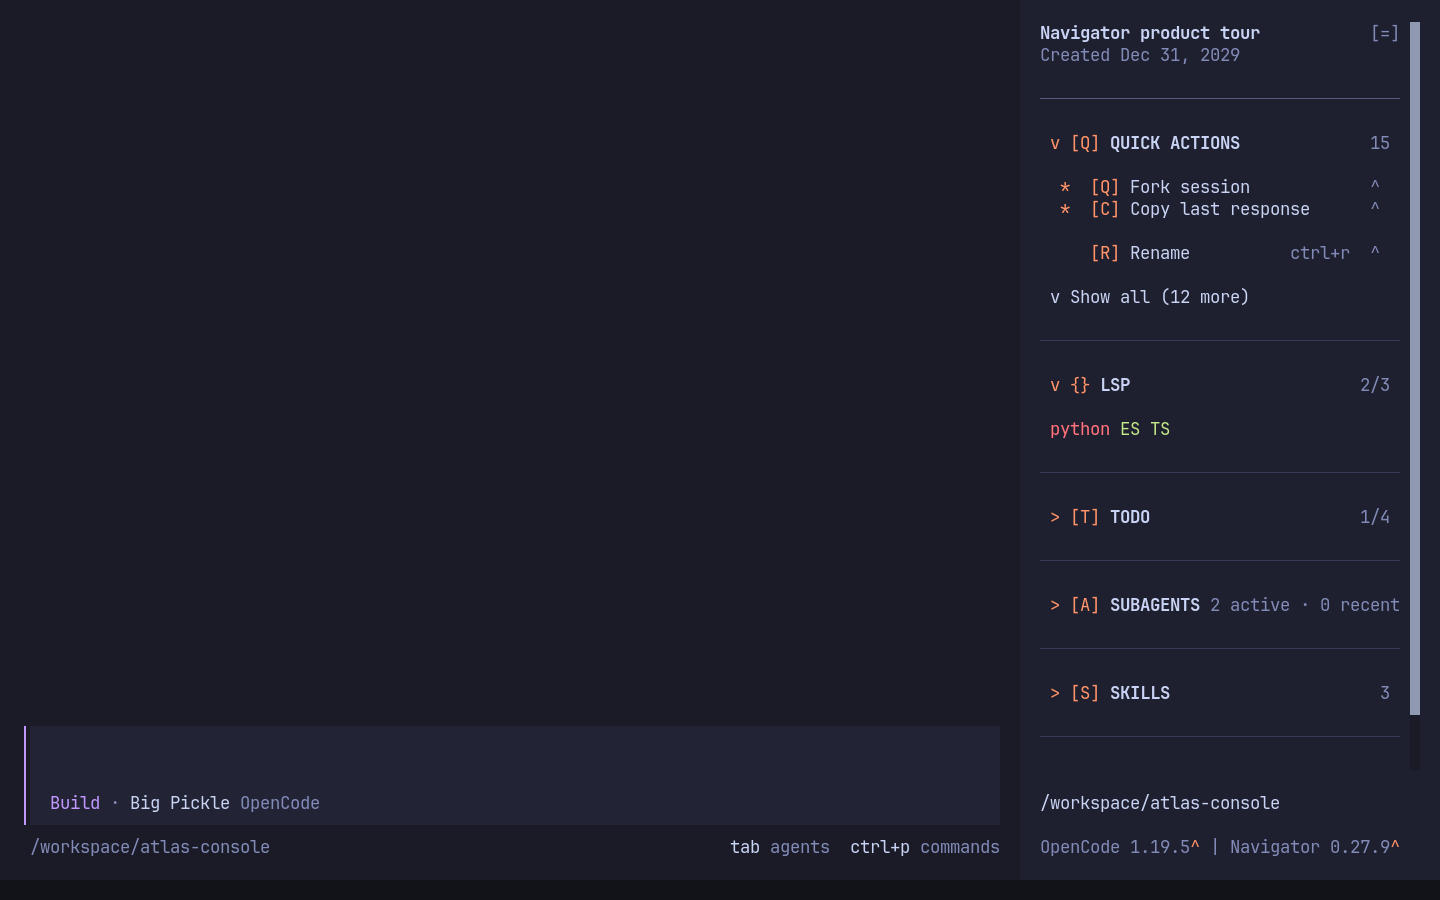 Navigator product tour [=]
Created Dec 31, 2029
v [Q] QUICK ACTIONS 15
* [Q] Fork session ^
* [C] Copy last response ^
[R] Rename ctrl+r ^
v Show all (12 more)
v {} LSP 2/3
python ES TS
> [T] TODO 1/4
> [A] SUBAGENTS 2 active · 0 recent
> [S] SKILLS 3
Build · Big Pickle OpenCode
/workspace/atlas-console
tab agents ctrl+p commands
/workspace/atlas-console
OpenCode 1.19.5^ | Navigator 0.27.9^